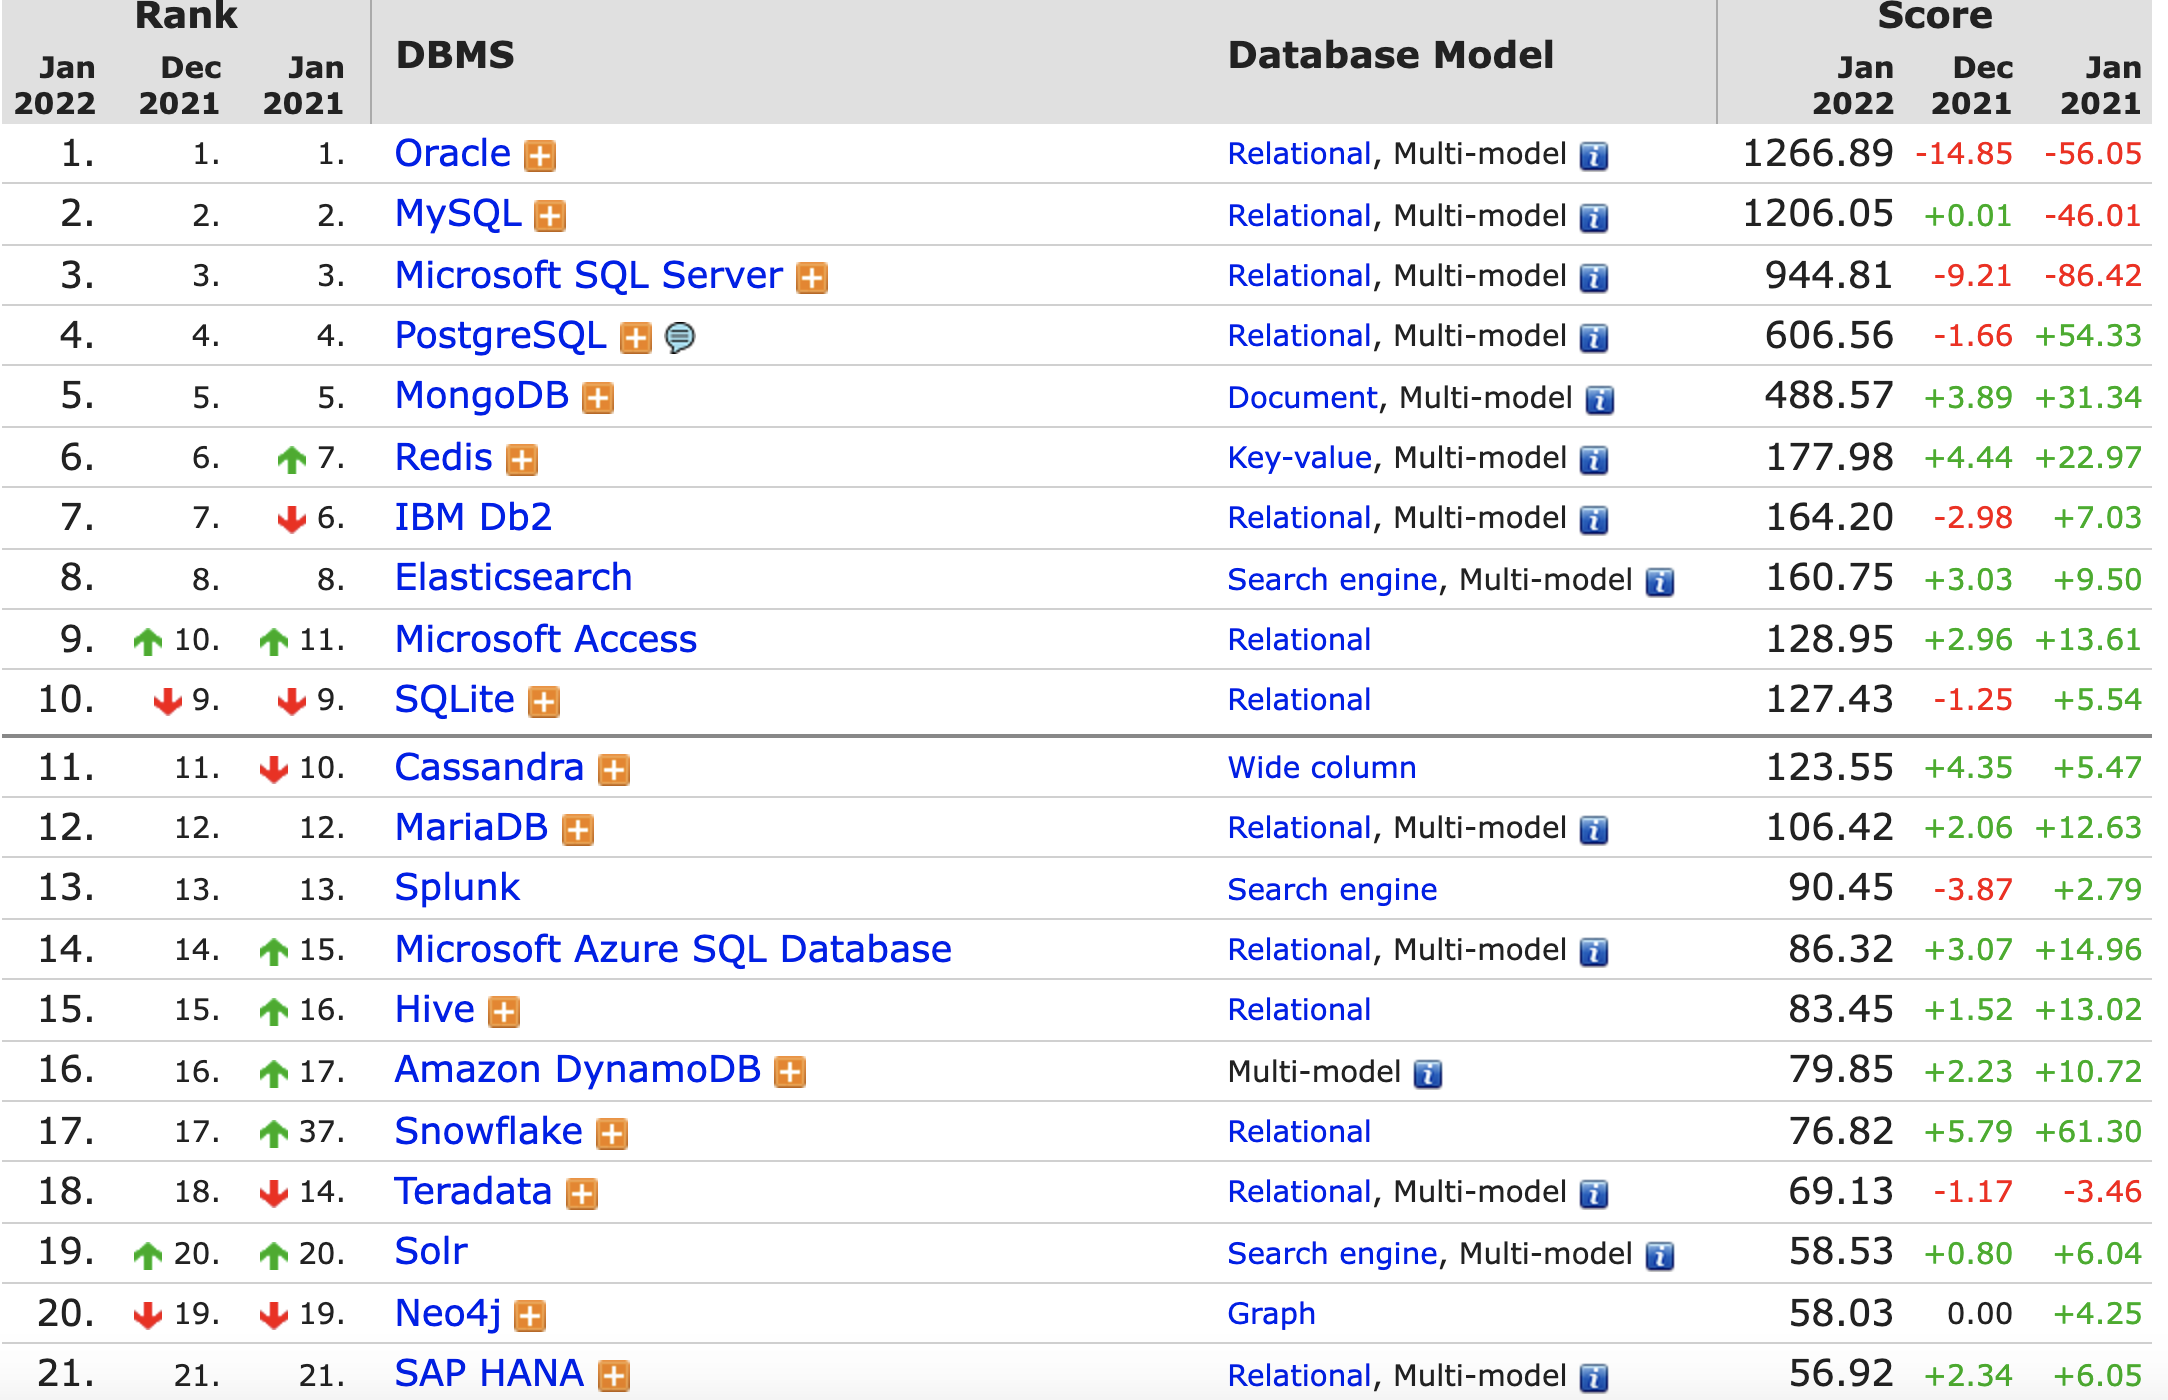 Rank Score
Jan Dec Jan DBMS Database Model Jan Dec Jan
2022 2021 2021 2022 2021 2021
1. 1. 1. Oracle Relational, Multi-model 1266.89 -14.85 -56.05
2. 2. 2. MySQL Relational, Multi-model 1206.05 +0.01 -46.01
3. 3. 3. Microsoft SQL Server Relational, Multi-model 944.81 -9.21 -86.42
4. 4. 4. PostgreSQL Relational, Multi-model 606.56 -1.66 +54.33
5. 5. 5. MongoDB Document, Multi-model 488.57 +3.89 +31.34
6. 6. 7. Redis Key-value, Multi-model 177.98 +4.44 +22.97
7. 7. 6. IBM Db2 Relational, Multi-model 164.20 -2.98 +7.03
8. 8. 8. Elasticsearch Search engine, Multi-model 160.75 +3.03 +9.50
9. 10. 11. Microsoft Access Relational 128.95 +2.96 +13.61
10. 9. 9. SQLite Relational 127.43 -1.25 +5.54
11. 11. 10. Cassandra Wide column 123.55 +4.35 +5.47
12. 12. 12. MariaDB Relational, Multi-model 106.42 +2.06 +12.63
13. 13. 13. Splunk Search engine 90.45 -3.87 +2.79
14. 14. 15. Microsoft Azure SQL Database Relational, Multi-model 86.32 +3.07 +14.96
15. 15. 16. Hive Relational 83.45 +1.52 +13.02
16. 16. 17. Amazon DynamoDB Multi-model 79.85 +2.23 +10.72
17. 17. 37. Snowflake Relational 76.82 +5.79 +61.30
18. 18. 14. Teradata Relational, Multi-model 69.13 -1.17 -3.46
19. 20. 20. Solr Search engine, Multi-model 58.53 +0.80 +6.04
20. 19. 19. Neo4j Graph 58.03 0.00 +4.25
21. 21. 21. SAP HANA Relational, Multi-model 56.92 +2.34 +6.05